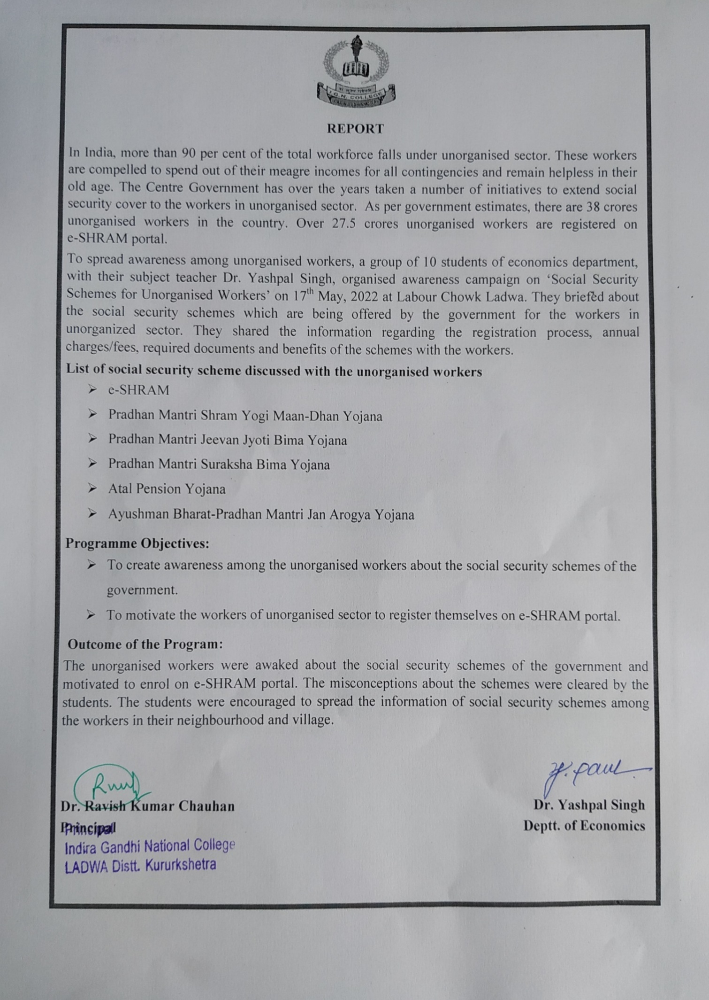 I.G.N. COLLEGE
REPORT
In India, more than 90 per cent of the total workforce falls under unorganised sector. These workers
are compelled to spend out of their meagre incomes for all contingencies and remain helpless in their
old age. The Centre Government has over the years taken a number of initiatives to extend social
security cover to the workers in unorganised sector. As per government estimates, there are 38 crores
unorganised workers in the country. Over 27.5 crores unorganised workers are registered on
e-SHRAM portal.
To spread awareness among unorganised workers, a group of 10 students of economics department,
with their subject teacher Dr. Yashpal Singh, organised awareness campaign on ‘Social Security
Schemes for Unorganised Workers’ on 17th May, 2022 at Labour Chowk Ladwa. They briefed about
the social security schemes which are being offered by the government for the workers in
unorganized sector. They shared the information regarding the registration process, annual
charges/fees, required documents and benefits of the schemes with the workers.
List of social security scheme discussed with the unorganised workers
➢ e-SHRAM
➢ Pradhan Mantri Shram Yogi Maan-Dhan Yojana
➢ Pradhan Mantri Jeevan Jyoti Bima Yojana
➢ Pradhan Mantri Suraksha Bima Yojana
➢ Atal Pension Yojana
➢ Ayushman Bharat-Pradhan Mantri Jan Arogya Yojana
Programme Objectives:
➢ To create awareness among the unorganised workers about the social security schemes of the
government.
➢ To motivate the workers of unorganised sector to register themselves on e-SHRAM portal.
Outcome of the Program:
The unorganised workers were awaked about the social security schemes of the government and
motivated to enrol on e-SHRAM portal. The misconceptions about the schemes were cleared by the
students. The students were encouraged to spread the information of social security schemes among
the workers in their neighbourhood and village.
Y. Paul
Dr. Ravish Kumar Chauhan
Principal
Principal
Indira Gandhi National College
LADWA Distt. Kururkshetra
Dr. Yashpal Singh
Deptt. of Economics